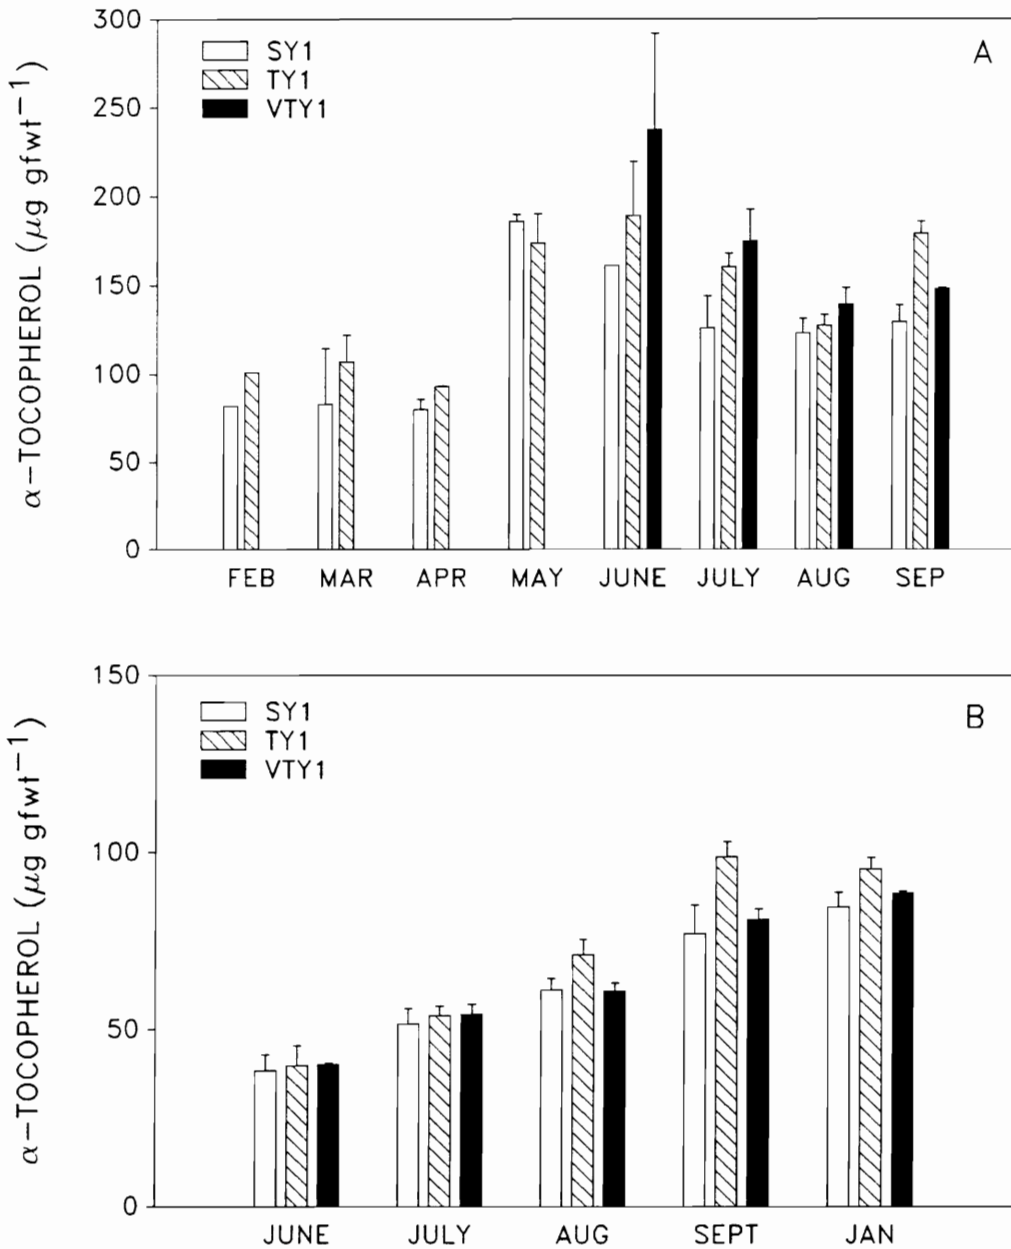 300
250
200
150
100
50
0
α-TOCOPHEROL (μg gfwt⁻¹)
SY1
TY1
VTY1
A
FEB MAR APR MAY JUNE JULY AUG SEP
150
100
50
0
α-TOCOPHEROL (μg gfwt⁻¹)
SY1
TY1
VTY1
B
JUNE JULY AUG SEPT JAN